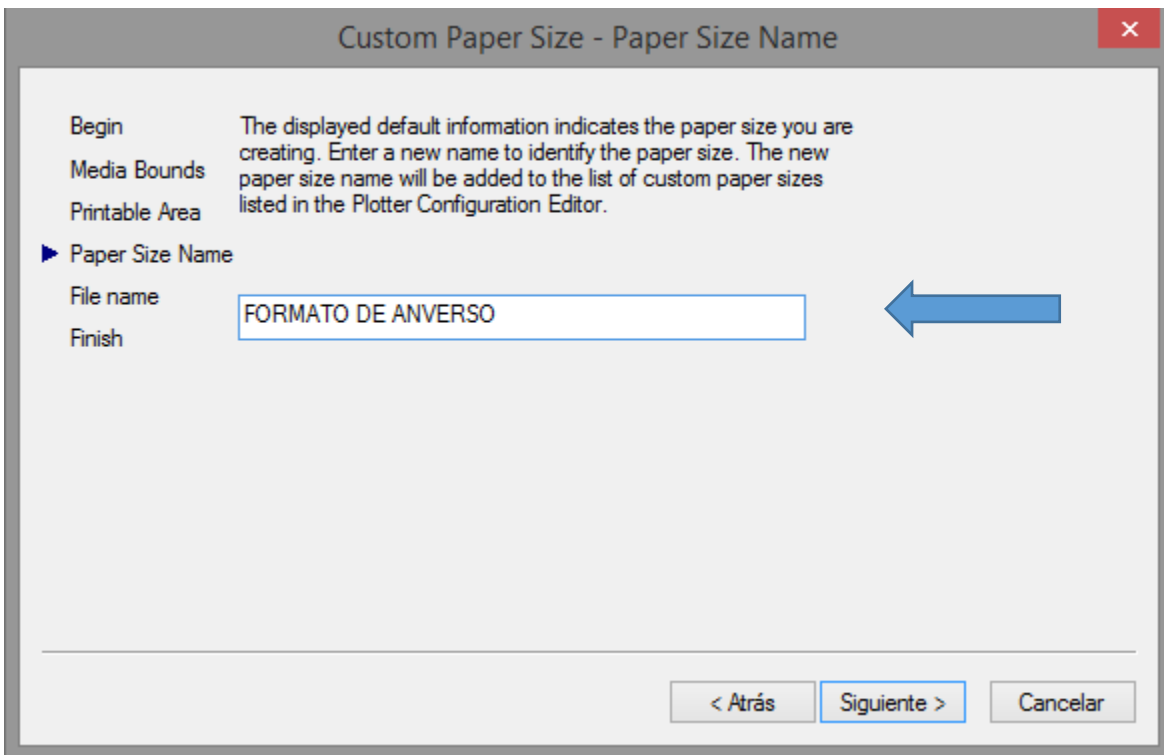 Custom Paper Size - Paper Size Name
Begin
Media Bounds
Printable Area
Paper Size Name
File name
Finish
The displayed default information indicates the paper size you are
creating. Enter a new name to identify the paper size. The new
paper size name will be added to the list of custom paper sizes
listed in the Plotter Configuration Editor.
FORMATO DE ANVERSO
< Atrás
Siguiente >
Cancelar